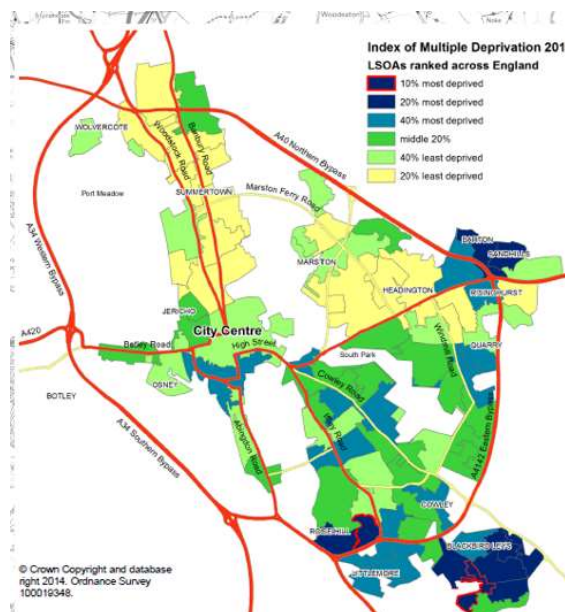 Woodeaton
Noke
Index of Multiple Deprivation 201
LSOAs ranked across England
10% most deprived
20% most deprived
40% most deprived
middle 20%
40% least deprived
20% least deprived
WOLVERCOTE
Woodstock Road
Banbury Road
A40 Northern Bypass
Port Meadow
SUMMERTOWN
Marston Ferry Road
A34 Western Bypass
MARSTON
BARTON
SANDHILLS
HEADINGTON
RISINGHURST
JERICHO
City Centre
A420
Botley Road
High Street
South Park
Windmill Road
QUARRY
OSNEY
BOTLEY
Cowley Road
Iffley Road
Abingdon Road
A4142 Eastern Bypass
A34 Southern Bypass
COWLEY
ROSE HILL
BLACKBIRD LEYS
LITTLEMORE
© Crown Copyright and database
right 2014. Ordnance Survey
100019348.